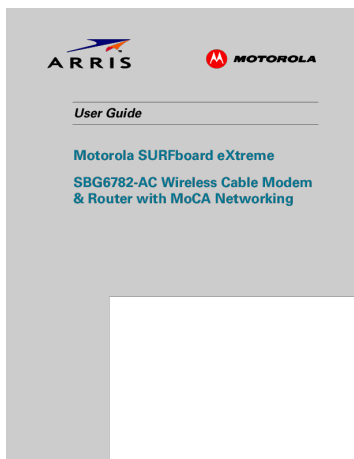 ARRIS
MOTOROLA
User Guide
Motorola SURFboard eXtreme
SBG6782-AC Wireless Cable Modem
& Router with MoCA Networking